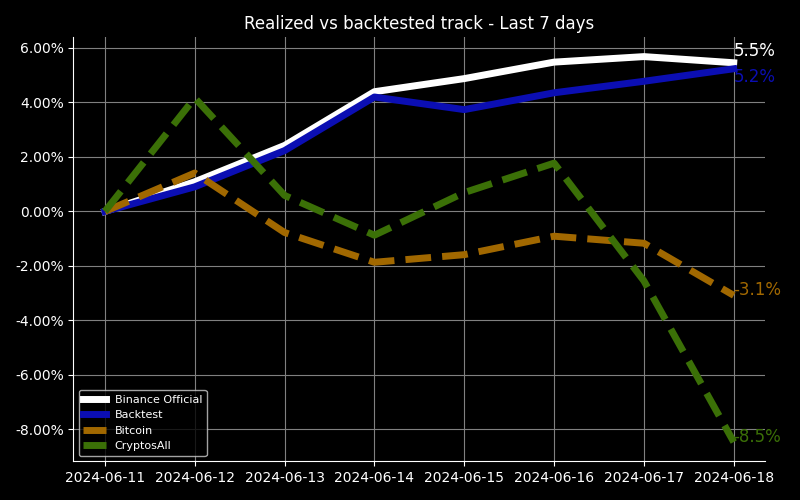 Realized vs backtested track - Last 7 days
6.00%
4.00%
2.00%
0.00%
-2.00%
-4.00%
-6.00%
-8.00%
5.5%
5.2%
-3.1%
-8.5%
Binance Official
Backtest
Bitcoin
CryptosAll
2024-06-11 2024-06-12 2024-06-13 2024-06-14 2024-06-15 2024-06-16 2024-06-17 2024-06-18